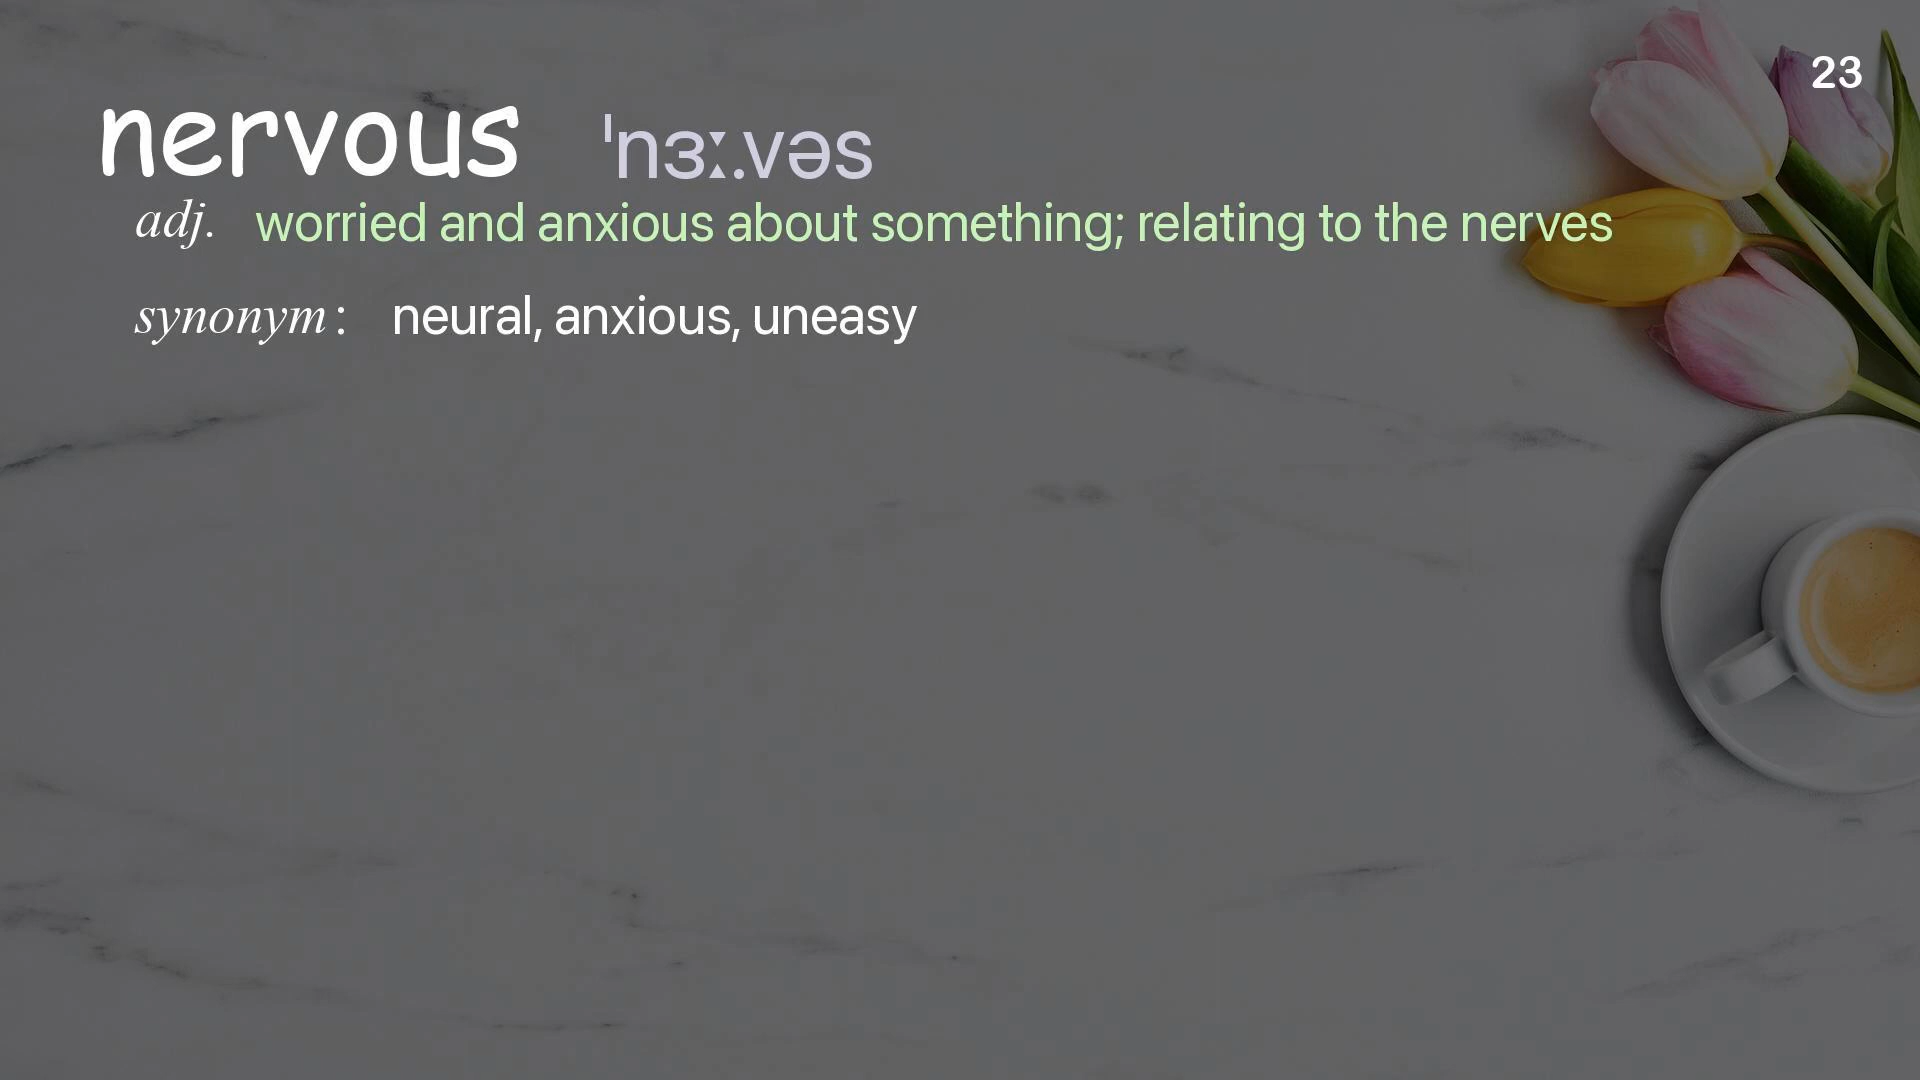 23
nervous ˈnɜː.vəs
adj. worried and anxious about something; relating to the nerves
synonym: neural, anxious, uneasy